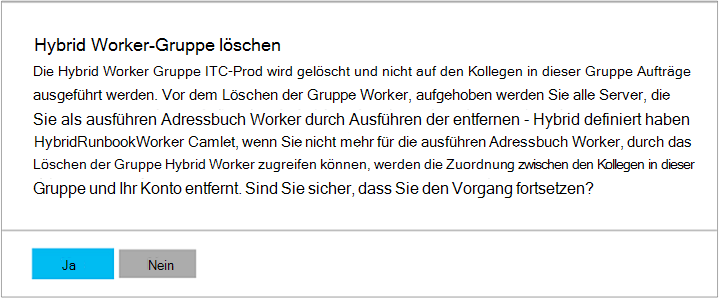 Hybrid Worker-Gruppe löschen
Die Hybrid Worker Gruppe ITC-Prod wird gelöscht und nicht auf den Kollegen in dieser Gruppe Aufträge
ausgeführt werden. Vor dem Löschen der Gruppe Worker, aufgehoben werden Sie alle Server, die
Sie als ausführen Adressbuch Worker durch Ausführen der entfernen - Hybrid definiert haben
HybridRunbookWorker Camlet, wenn Sie nicht mehr für die ausführen Adressbuch Worker, durch das
Löschen der Gruppe Hybrid Worker zugreifen können, werden die Zuordnung zwischen den Kollegen in dieser
Gruppe und Ihr Konto entfernt. Sind Sie sicher, dass Sie den Vorgang fortsetzen?
Ja
Nein